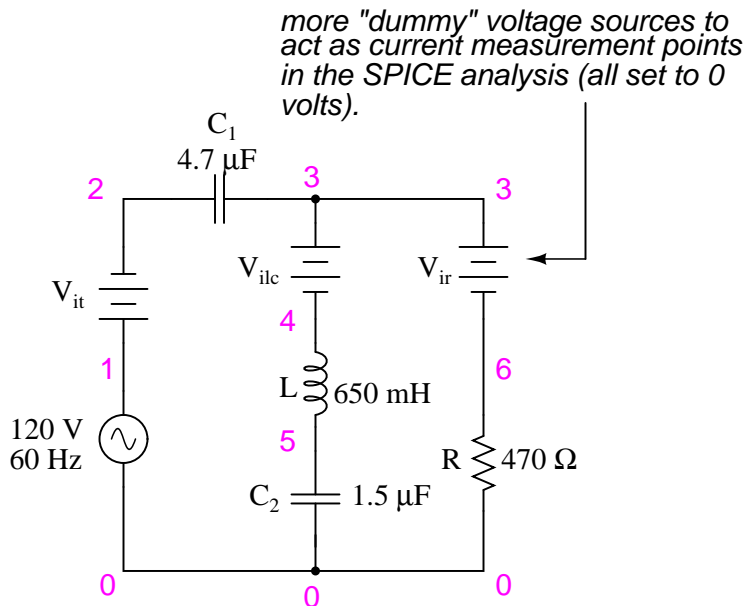 more "dummy" voltage sources to
act as current measurement points
in the SPICE analysis (all set to 0
volts).
C1
4.7 μF
2
3
3
Vit
Vilc
Vir
4
1
6
L
650 mH
120 V
60 Hz
5
R
470 Ω
C2
1.5 μF
0
0
0